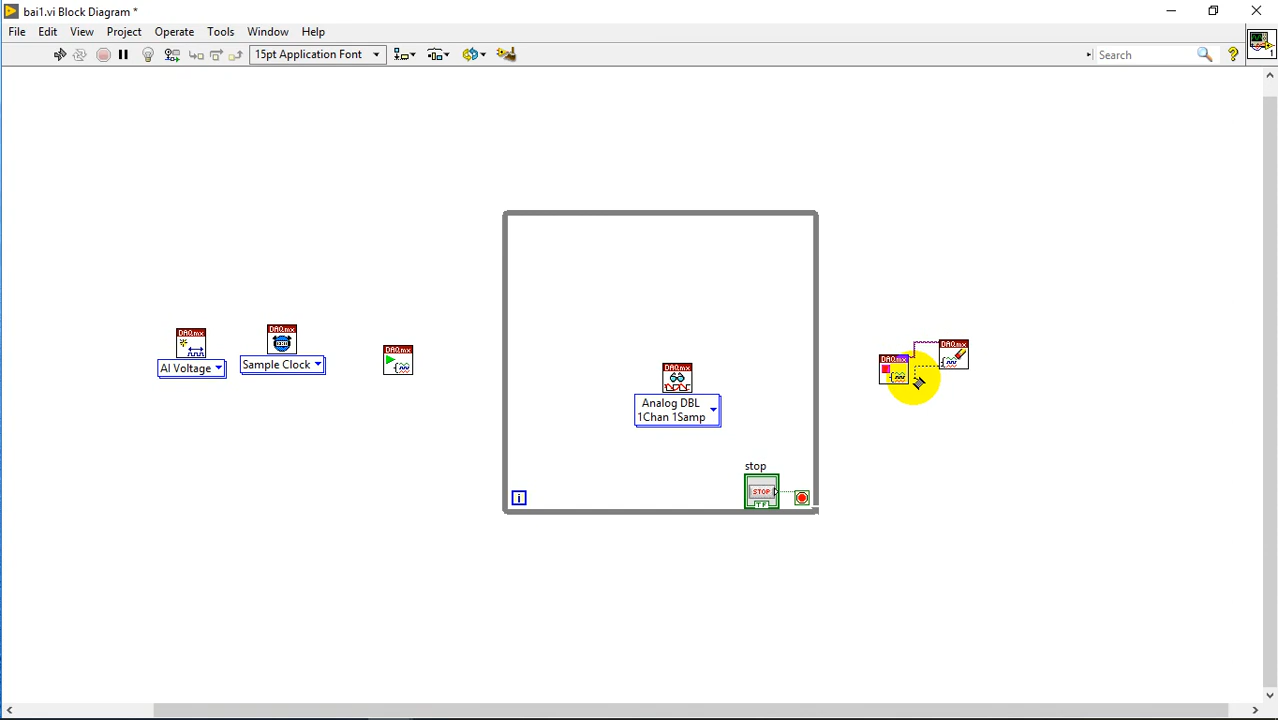 bai1.vi Block Diagram *
File Edit View Project Operate Tools Window Help
15pt Application Font
Search
?
1
DAQmx
AI Voltage
DAQmx
Sample Clock
DAQmx
DAQmx
Analog DBL
1Chan 1Samp
stop
STOP
TF
i
DAQmx
DAQmx